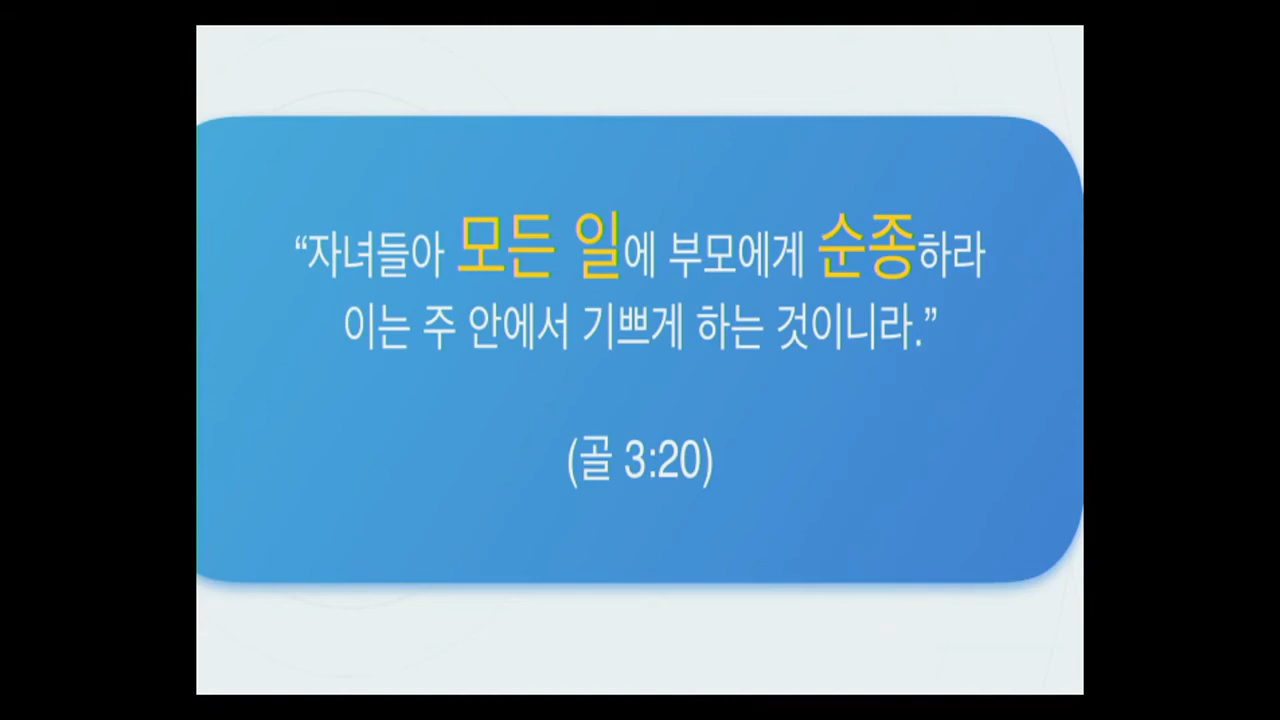 “자녀들아 모든 일에 부모에게 순종하라
이는 주 안에서 기쁘게 하는 것이니라.”
(골 3:20)